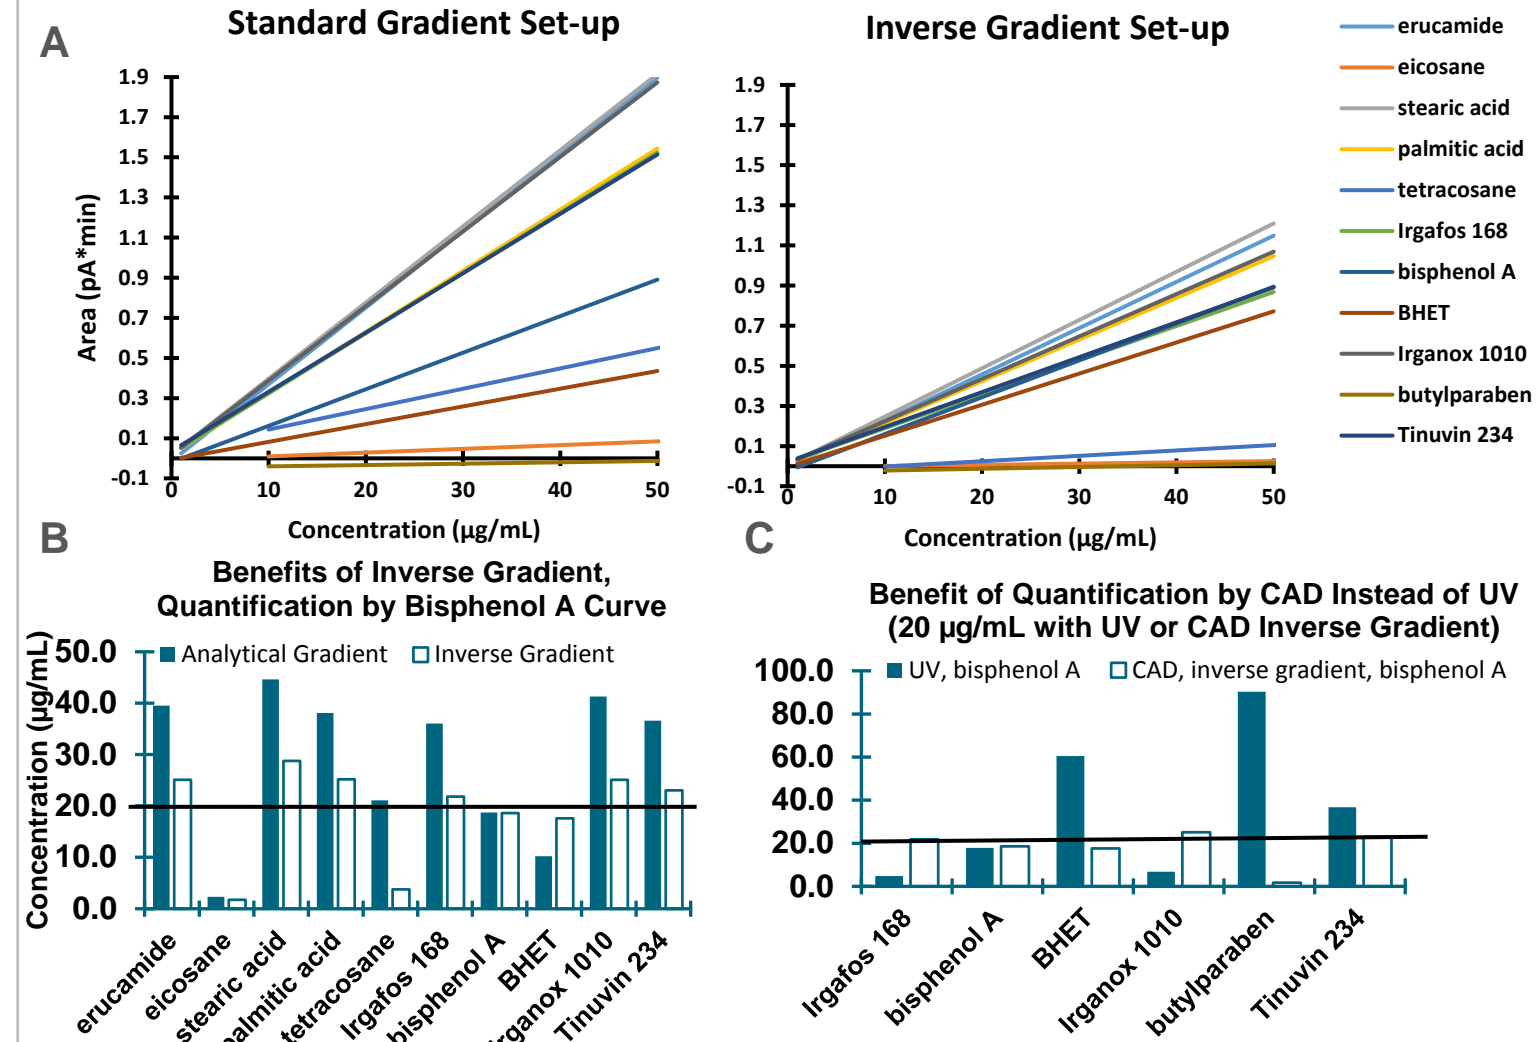 A
Standard Gradient Set-up
Area (pA*min)
1.9
1.7
1.5
1.3
1.1
0.9
0.7
0.5
0.3
0.1
-0.1
0 10 20 30 40 50
Concentration (µg/mL)
Inverse Gradient Set-up
1.9
1.7
1.5
1.3
1.1
0.9
0.7
0.5
0.3
0.1
-0.1
0 10 20 30 40 50
Concentration (µg/mL)
erucamide
eicosane
stearic acid
palmitic acid
tetracosane
Irgafos 168
bisphenol A
BHET
Irganox 1010
butylparaben
Tinuvin 234
B
Benefits of Inverse Gradient,
Quantification by Bisphenol A Curve
Analytical Gradient Inverse Gradient
Concentration (µg/mL)
50.0
40.0
30.0
20.0
10.0
0.0
erucamide
eicosane
stearic acid
palmitic acid
tetracosane
Irgafos 168
bisphenol A
BHET
Irganox 1010
Tinuvin 234
C
Benefit of Quantification by CAD Instead of UV
(20 µg/mL with UV or CAD Inverse Gradient)
UV, bisphenol A CAD, inverse gradient, bisphenol A
100.0
80.0
60.0
40.0
20.0
0.0
Irgafos 168
bisphenol A
BHET
Irganox 1010
butylparaben
Tinuvin 234